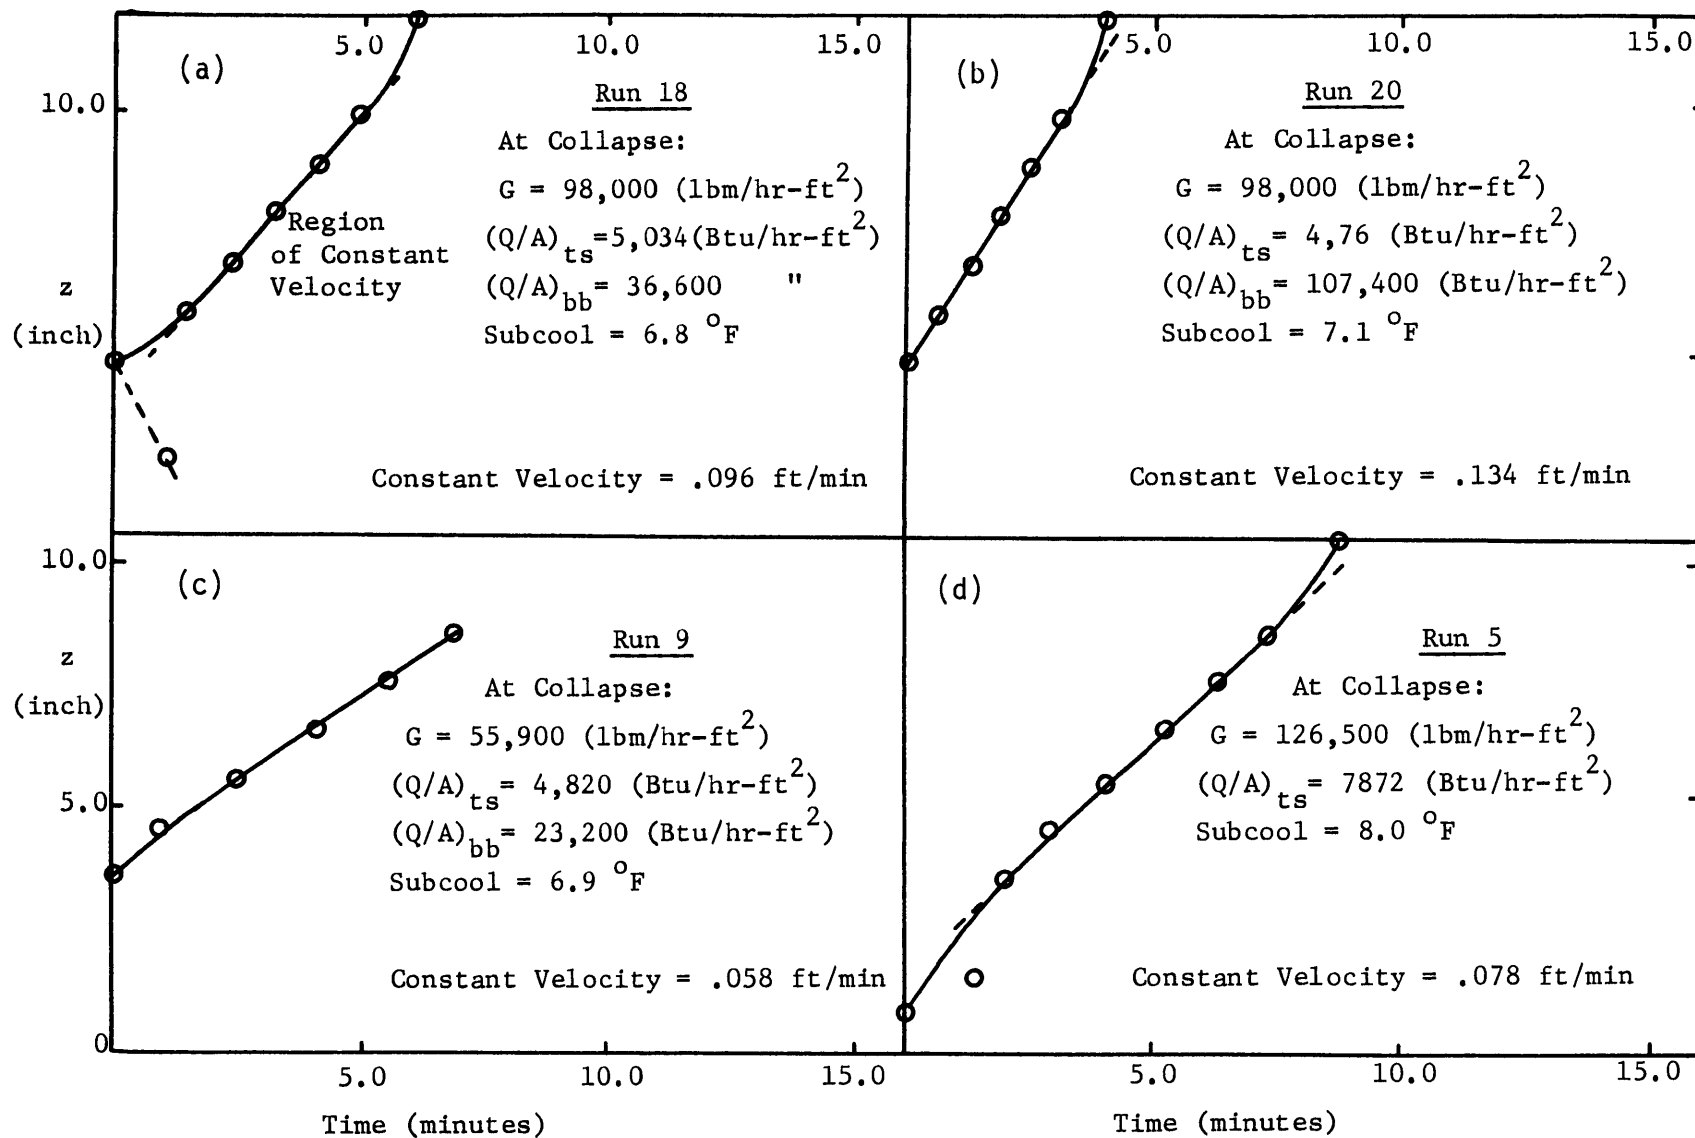 5.0 10.0 15.0
(a)
10.0
Run 18
At Collapse:
G = 98,000 (lbm/hr-ft²)
(Q/A)ts=5,034(Btu/hr-ft²)
(Q/A)bb= 36,600 "
Subcool = 6.8 °F
Region
of Constant
Velocity
z
(inch)
Constant Velocity = .096 ft/min
5.0 10.0 15.0
(b)
Run 20
At Collapse:
G = 98,000 (lbm/hr-ft²)
(Q/A)ts= 4,76 (Btu/hr-ft²)
(Q/A)bb= 107,400 (Btu/hr-ft²)
Subcool = 7.1 °F
Constant Velocity = .134 ft/min
10.0
(c)
Run 9
z
(inch)
At Collapse:
G = 55,900 (lbm/hr-ft²)
(Q/A)ts= 4,820 (Btu/hr-ft²)
(Q/A)bb= 23,200 (Btu/hr-ft²)
Subcool = 6.9 °F
5.0
Constant Velocity = .058 ft/min
0
5.0 10.0 15.0
Time (minutes)
(d)
Run 5
At Collapse:
G = 126,500 (lbm/hr-ft²)
(Q/A)ts= 7872 (Btu/hr-ft²)
Subcool = 8.0 °F
Constant Velocity = .078 ft/min
5.0 10.0 15.0
Time (minutes)